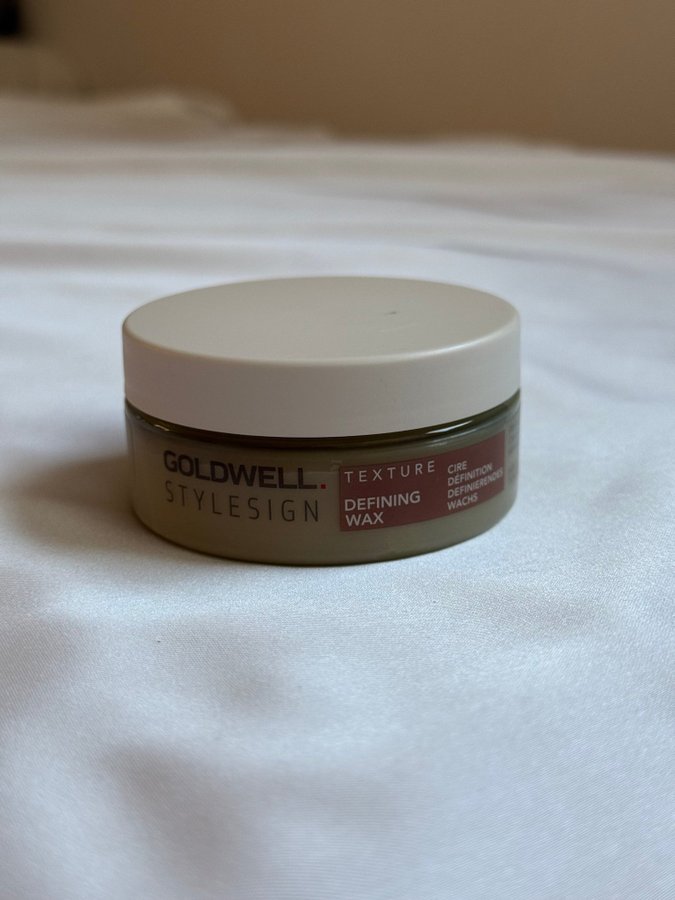 GOLDWELL.
STYLESIGN
TEXTURE
DEFINING
WAX
CIRE
DÉFINITION
DEFINIERENDES
WACHS